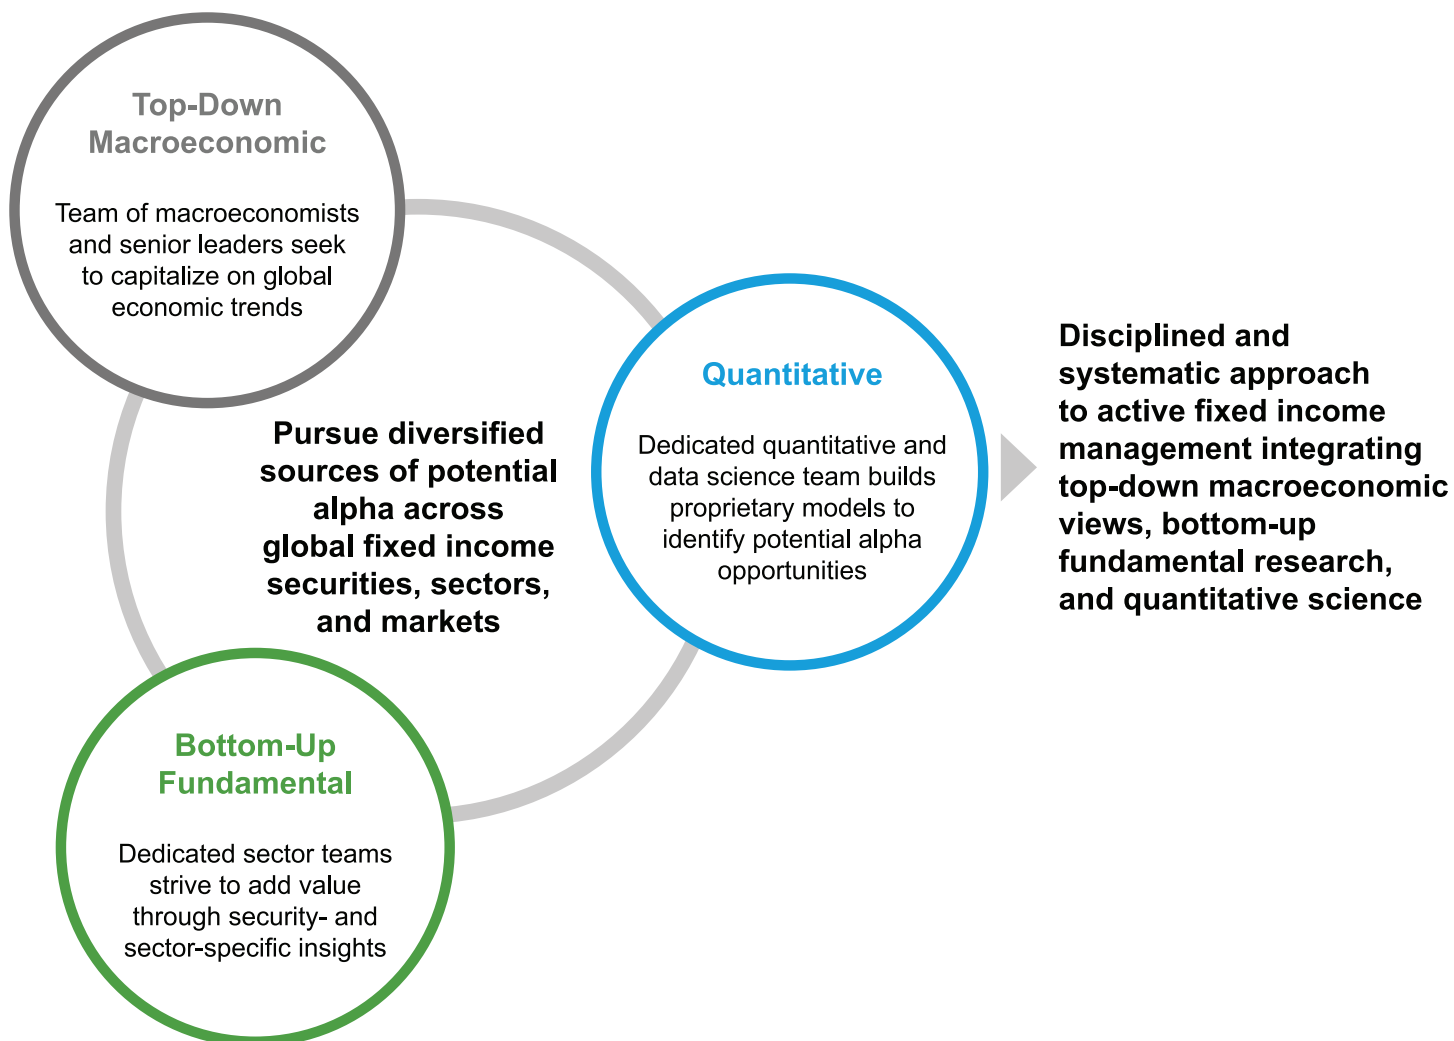 Top-Down
Macroeconomic
Team of macroeconomists
and senior leaders seek
to capitalize on global
economic trends
Pursue diversified
sources of potential
alpha across
global fixed income
securities, sectors,
and markets
Bottom-Up
Fundamental
Dedicated sector teams
strive to add value
through security- and
sector-specific insights
Quantitative
Dedicated quantitative and
data science team builds
proprietary models to
identify potential alpha
opportunities
Disciplined and
systematic approach
to active fixed income
management integrating
top-down macroeconomic
views, bottom-up
fundamental research,
and quantitative science